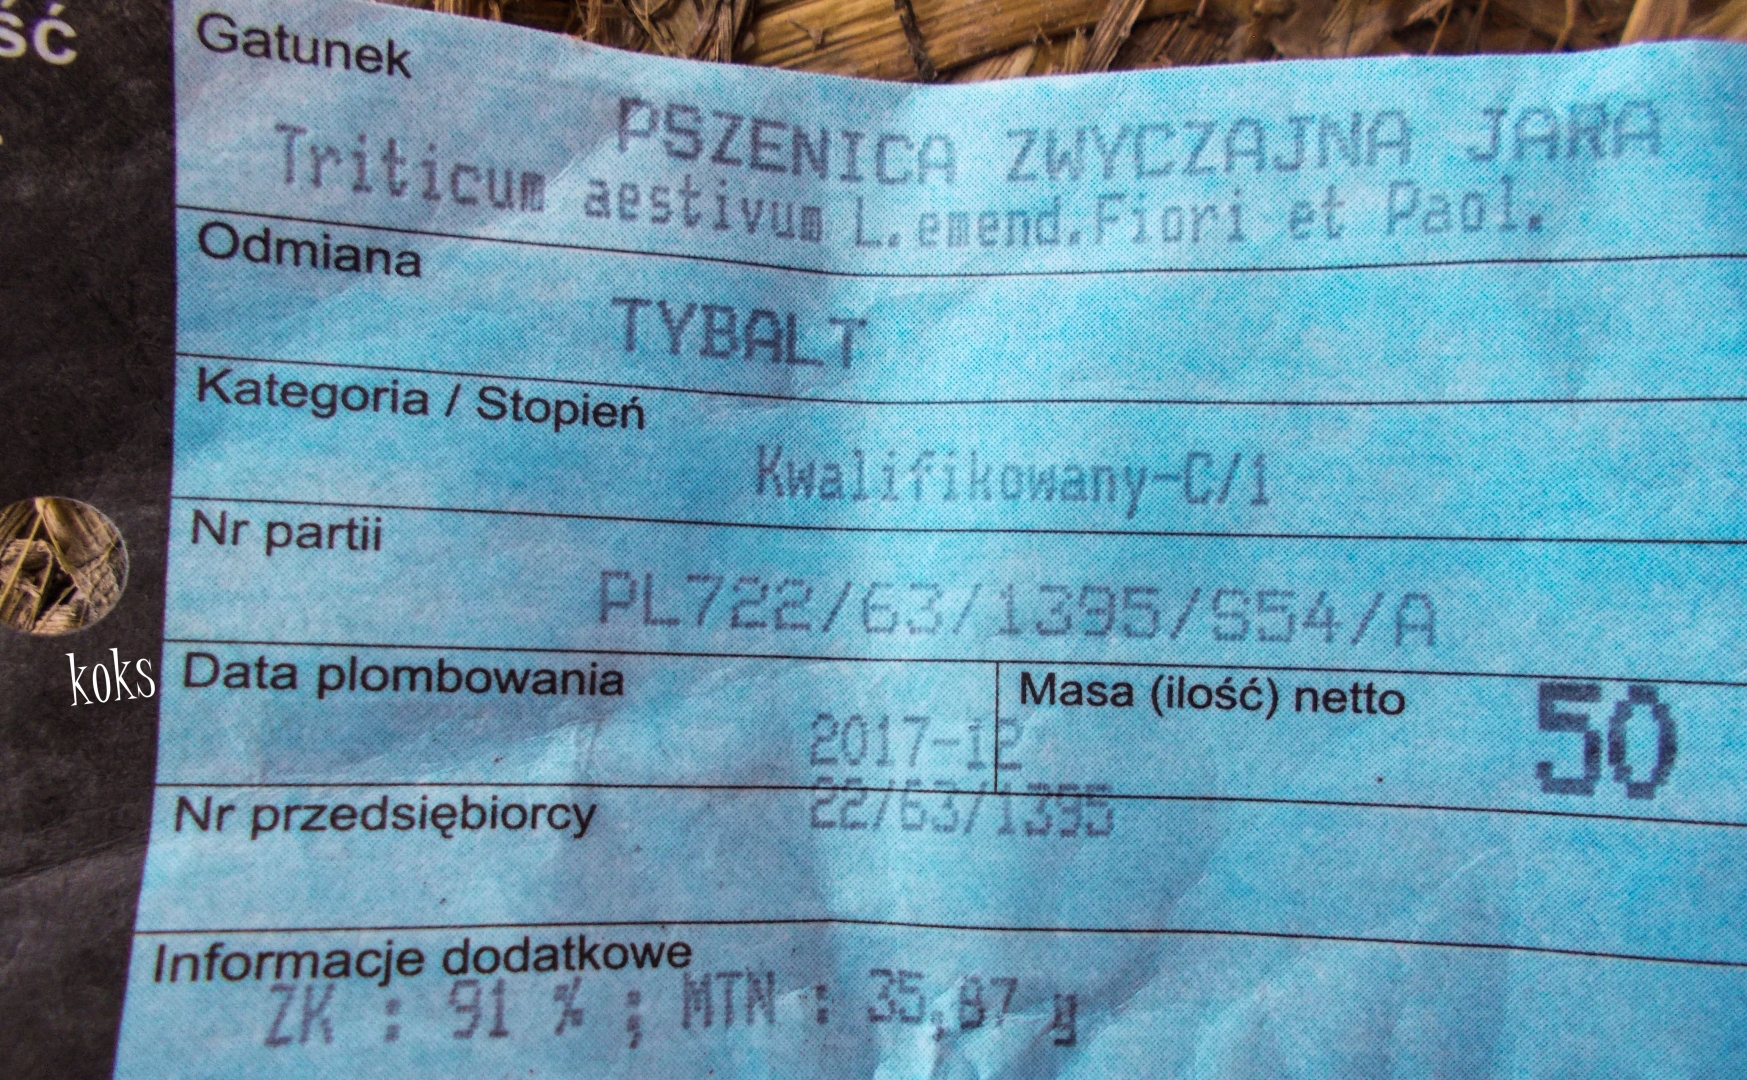 ść
Gatunek
PSZENICA ZWYCZAJNA JARA
Triticum aestivum L.emend.Fiori et Paol.
Odmiana
TYBALT
Kategoria / Stopień
Kwalifikowany-C/1
Nr partii
PL722/63/1395/S54/A
koks
Data plombowania
2017-12
Masa (ilość) netto
50
Nr przedsiębiorcy
22/63/1395
Informacje dodatkowe
ZK : 91 % ; MTN : 35,87 g